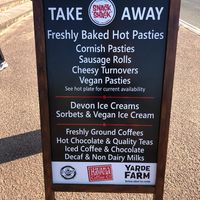 TAKE SNACK SHACK AWAY
Freshly Baked Hot Pasties
Cornish Pasties
Sausage Rolls
Cheesy Turnovers
Vegan Pasties
See hot plate for current availability
Devon Ice Creams
Sorbets & Vegan Ice Cream
Freshly Ground Coffees
Hot Chocolate & Quality Teas
Iced Coffee & Chocolate
Decaf & Non Dairy Milks
YARDE
FARM